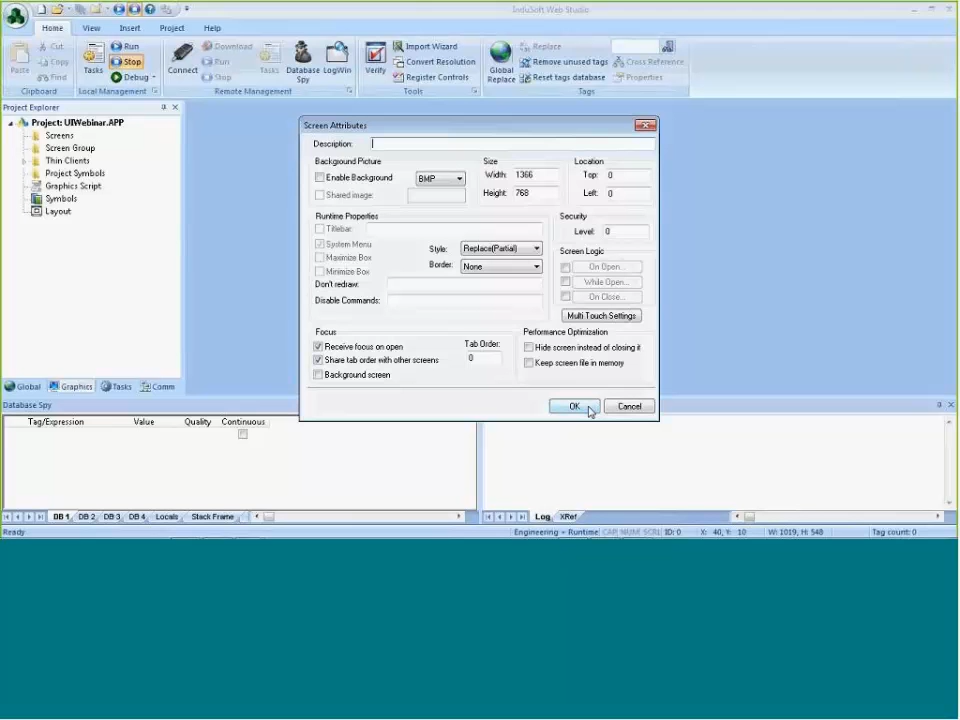 InduSoft Web Studio
Home View Insert Project Help
Cut Run Download Run Import Wizard Replace
Copy Stop Convert Resolution Remove unused tags Cross Reference
Find Debug Stop Register Controls Reset tags database Properties
Paste Tasks Connect Tasks Database Spy LogWin Verify Global Replace
Clipboard Local Management Remote Management Tools Tags
Project Explorer
Project: UIWebinar.APP
Screens
Screen Group
Thin Clients
Project Symbols
Graphics Script
Symbols
Layout
Global Graphics Tasks Comm
Screen Attributes
Description:
Background Picture
Enable Background BMP
Shared image:
Size
Width: 1366
Height: 768
Location
Top: 0
Left: 0
Runtime Properties
Titlebar:
System Menu
Maximize Box
Minimize Box
Style: Replace(Partial)
Border: None
Don't redraw:
Disable Commands:
Security
Level: 0
Screen Logic
On Open...
While Open...
On Close...
Multi Touch Settings
Focus
Receive focus on open
Share tab order with other screens
Background screen
Tab Order:
0
Performance Optimization
Hide screen instead of closing it
Keep screen file in memory
OK Cancel
Database Spy
Tag/Expression Value Quality Continuous
DB 1 DB 2 DB 3 DB 4 Locals Stack Frame
Log XRef
Ready Engineering + Runtime CAP NUM SCRL ID: 0 X: 40, Y: 10 W: 1019, H: 548 Tag count: 0